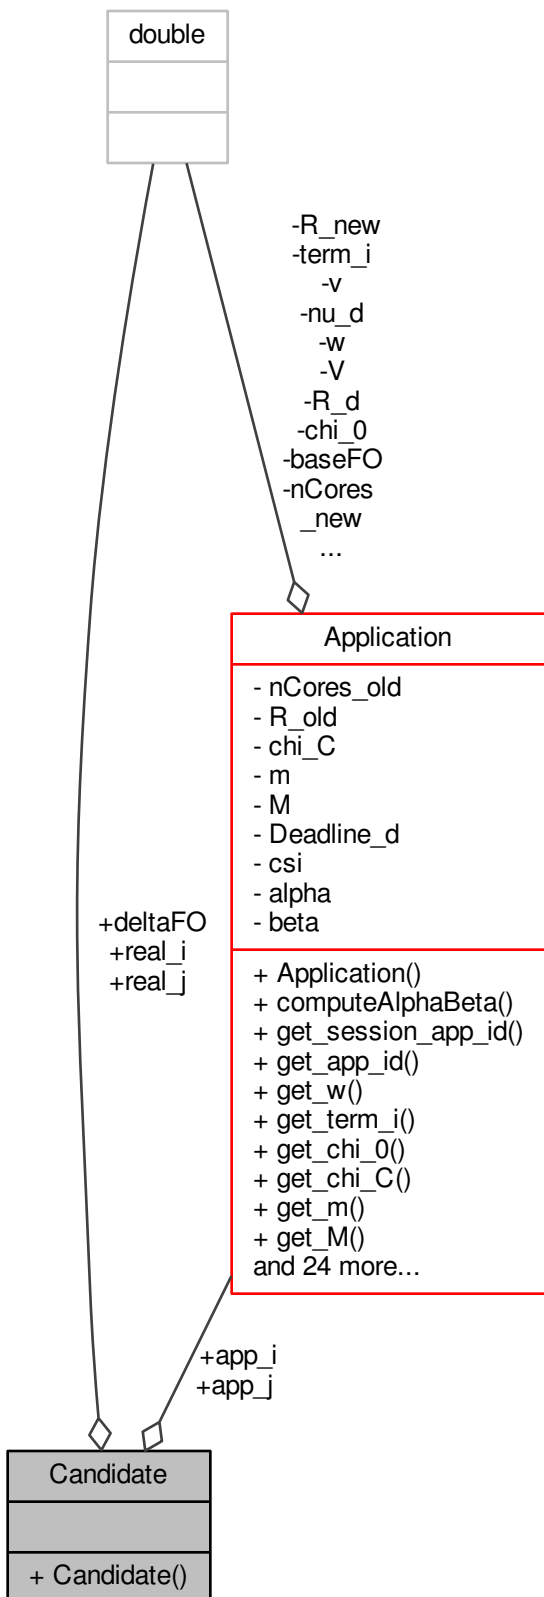 double
-R_new
-term_i
-v
-nu_d
-w
-V
-R_d
-chi_0
-baseFO
-nCores
_new
...
Application
- nCores_old
- R_old
- chi_C
- m
- M
- Deadline_d
- csi
- alpha
- beta
+ Application()
+ computeAlphaBeta()
+ get_session_app_id()
+ get_app_id()
+ get_w()
+ get_term_i()
+ get_chi_0()
+ get_chi_C()
+ get_m()
+ get_M()
and 24 more...
+deltaFO
+real_i
+real_j
+app_i
+app_j
Candidate
+ Candidate()